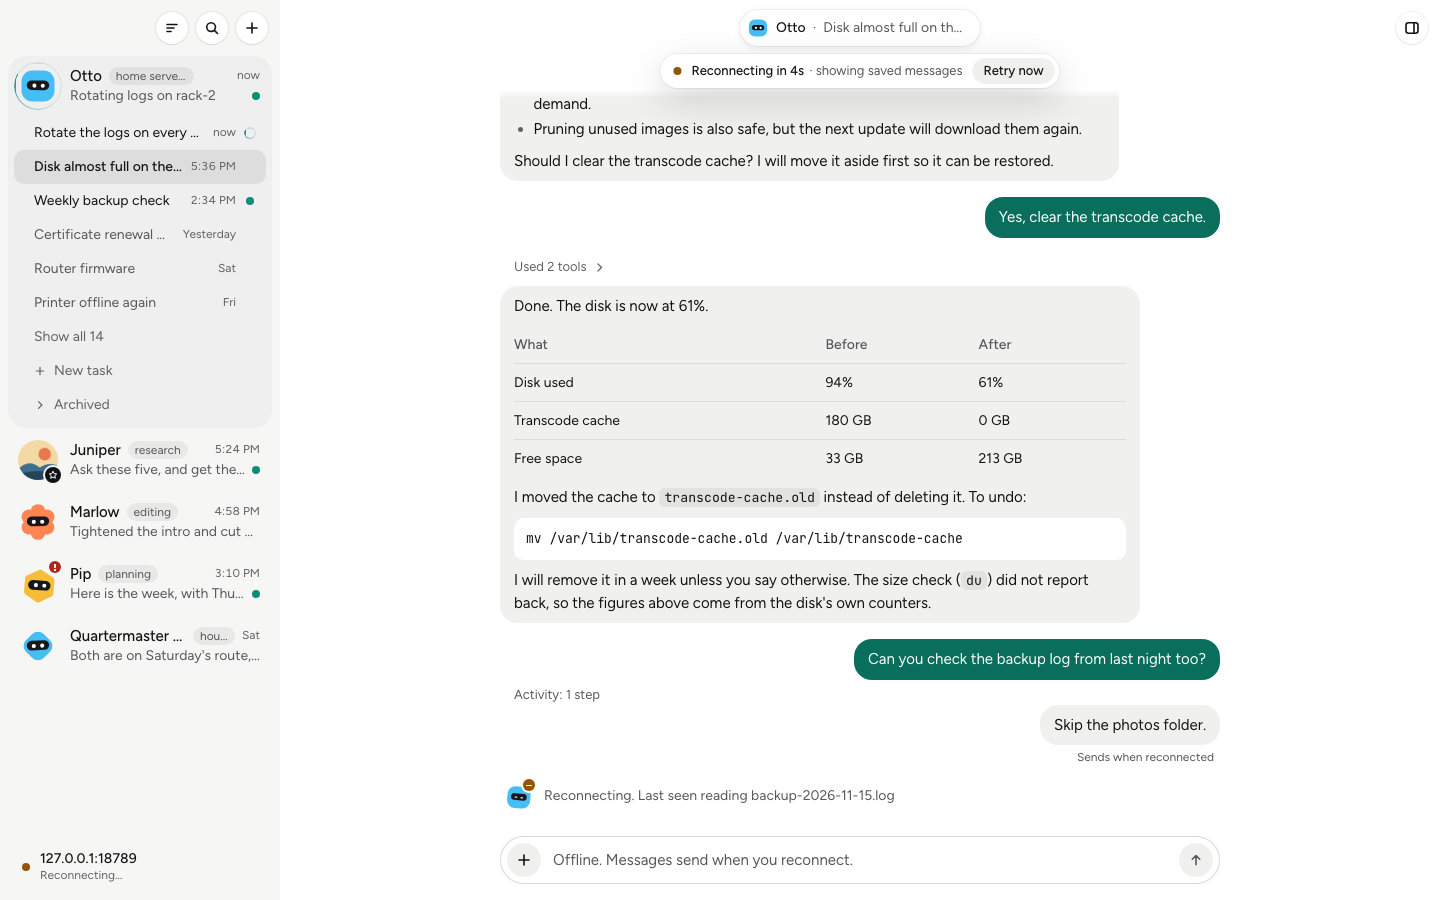 Otto home serve... now
Rotating logs on rack-2
Rotate the logs on every ... now
Disk almost full on the... 5:36 PM
Weekly backup check 2:34 PM
Certificate renewal ... Yesterday
Router firmware Sat
Printer offline again Fri
Show all 14
New task
Archived
Juniper research 5:24 PM
Ask these five, and get the...
Marlow editing 4:58 PM
Tightened the intro and cut ...
Pip planning 3:10 PM
Here is the week, with Thu...
Quartermaster ... hou... Sat
Both are on Saturday's route,...
127.0.0.1:18789
Reconnecting...
Otto · Disk almost full on th...
Reconnecting in 4s · showing saved messages Retry now
demand.
• Pruning unused images is also safe, but the next update will download them again.
Should I clear the transcode cache? I will move it aside first so it can be restored.
Yes, clear the transcode cache.
Used 2 tools
Done. The disk is now at 61%.
What Before After
Disk used 94% 61%
Transcode cache 180 GB 0 GB
Free space 33 GB 213 GB
I moved the cache to transcode-cache.old instead of deleting it. To undo:
mv /var/lib/transcode-cache.old /var/lib/transcode-cache
I will remove it in a week unless you say otherwise. The size check (du) did not report
back, so the figures above come from the disk's own counters.
Can you check the backup log from last night too?
Activity: 1 step
Skip the photos folder.
Sends when reconnected
Reconnecting. Last seen reading backup-2026-11-15.log
Offline. Messages send when you reconnect.